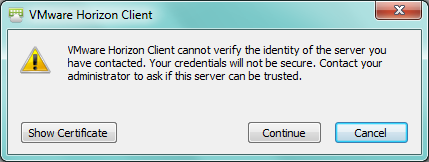 VMware Horizon Client
VMware Horizon Client cannot verify the identity of the server you
have contacted. Your credentials will not be secure. Contact your
administrator to ask if this server can be trusted.
Show Certificate
Continue
Cancel